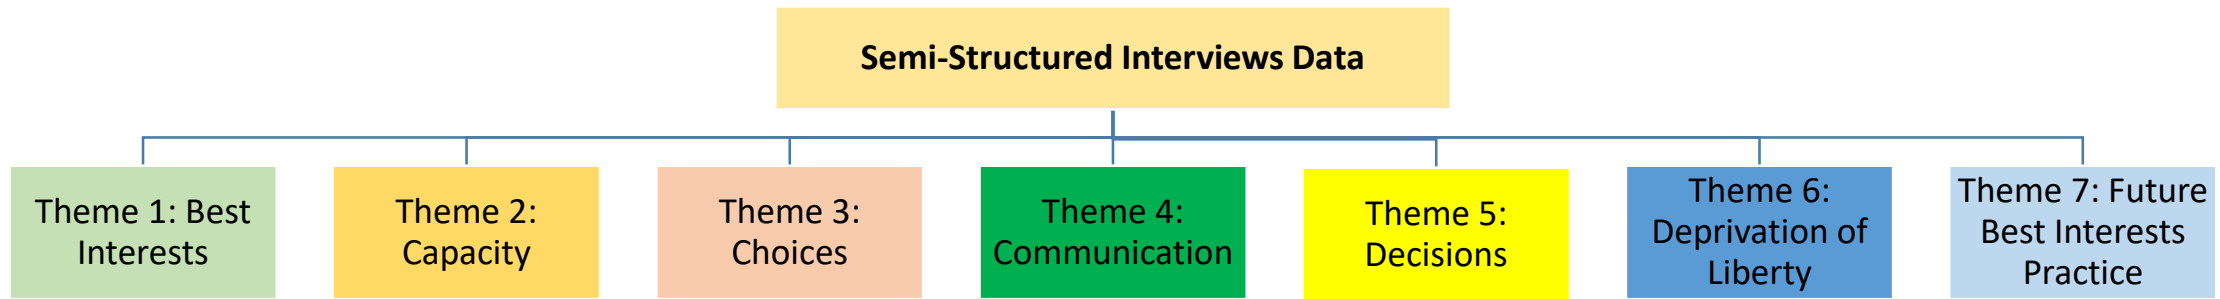 Semi-Structured Interviews Data
Theme 1: Best
Interests
Theme 2:
Capacity
Theme 3:
Choices
Theme 4:
Communication
Theme 5:
Decisions
Theme 6:
Deprivation of
Liberty
Theme 7: Future
Best Interests
Practice